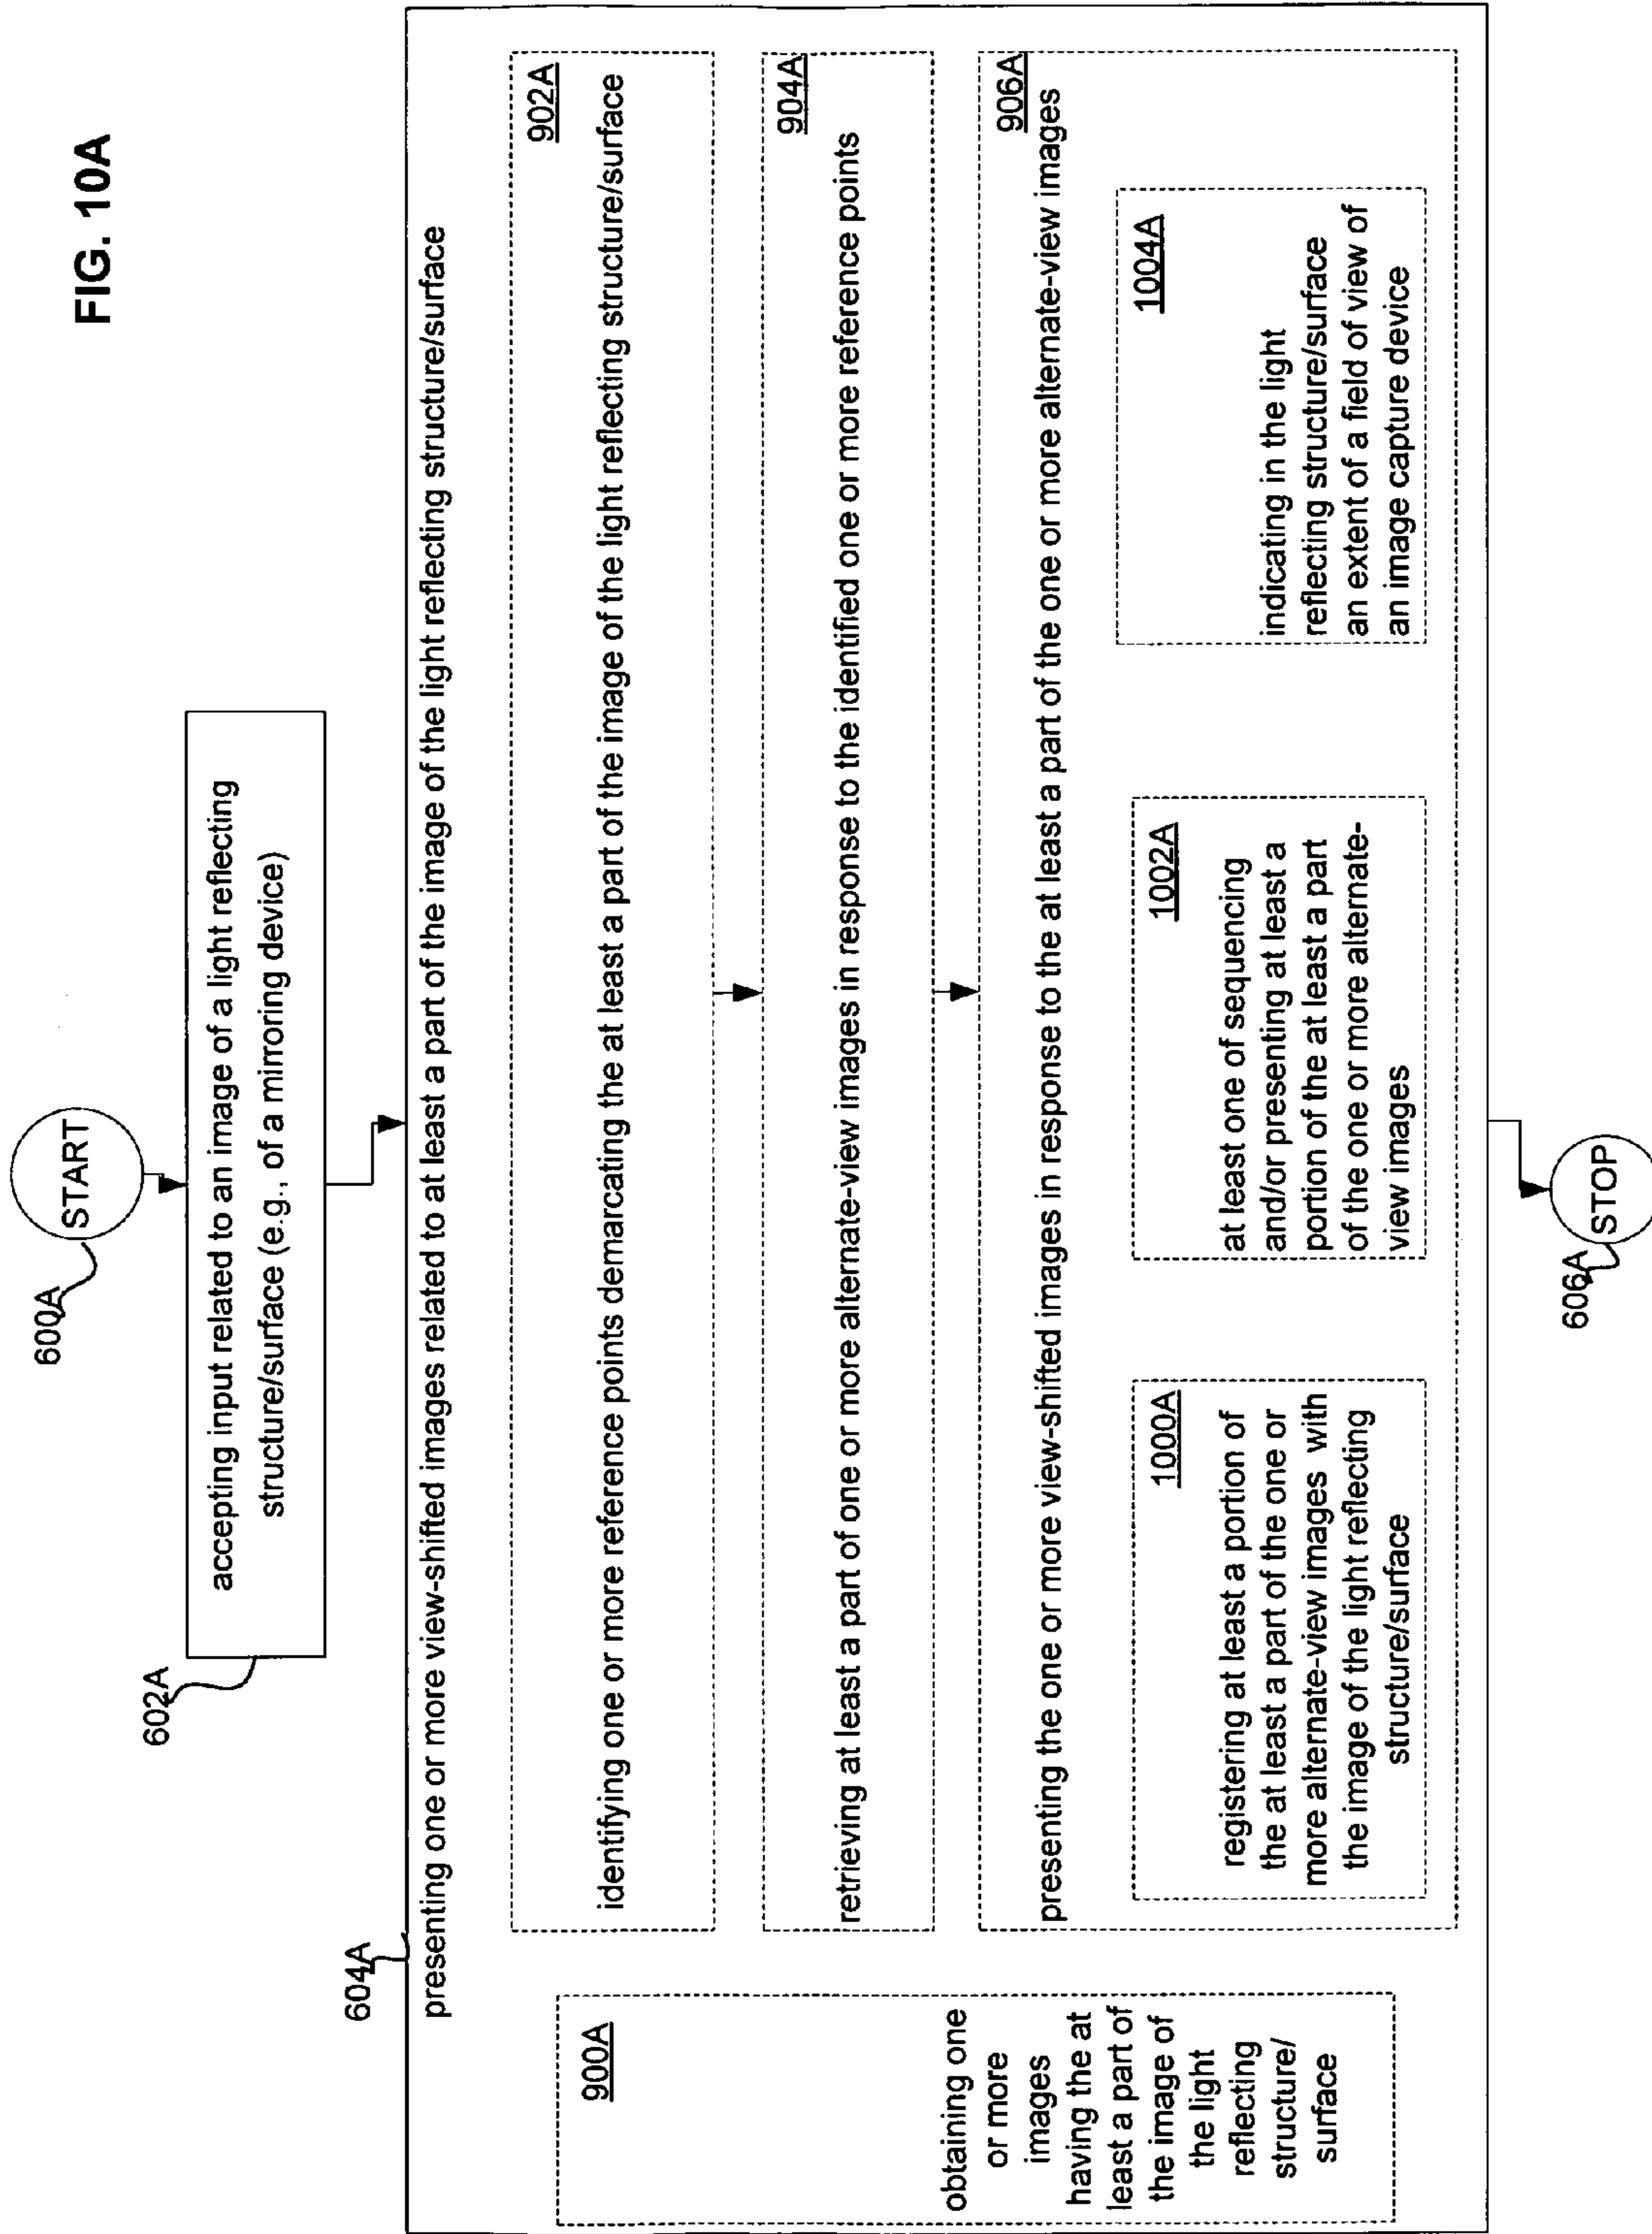 FIG. 10A
600A
START
602A
accepting input related to an image of a light reflecting
structure/surface (e.g., of a mirroring device)
604A
presenting one or more view-shifted images related to at least a part of the image of the light reflecting structure/surface
900A
obtaining one
or more
images
having the at
least a part of
the image of
the light
reflecting
structure/
surface
902A
identifying one or more reference points demarcating the at least a part of the image of the light reflecting structure/surface
904A
retrieving at least a part of one or more alternate-view images in response to the identified one or more reference points
906A
presenting the one or more view-shifted images in response to the at least a part of the one or more alternate-view images
1000A
registering at least a portion of
the at least a part of the one or
more alternate-view images with
the image of the light reflecting
structure/surface
1002A
at least one of sequencing
and/or presenting at least a
portion of the at least a part
of the one or more alternate-
view images
1004A
indicating in the light
reflecting structure/surface
an extent of a field of view of
an image capture device
606A
STOP